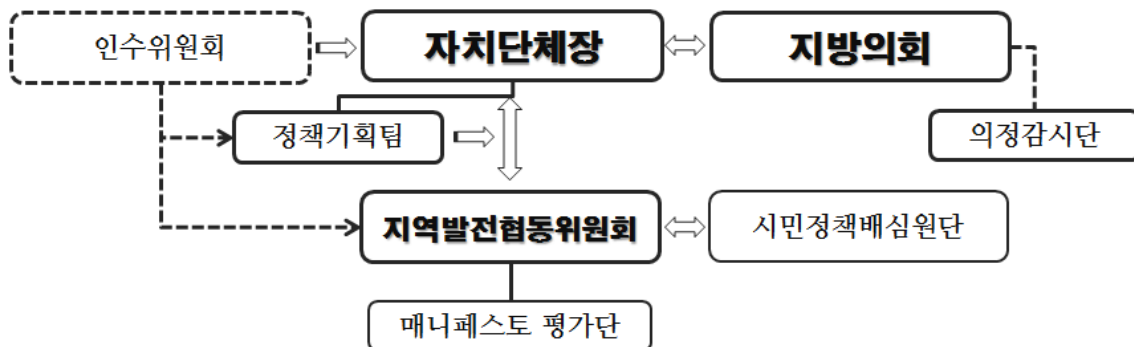 인수위원회
자치단체장
지방의회
정책기획팀
의정감시단
지역발전협동위원회
시민정책배심원단
매니페스토 평가단